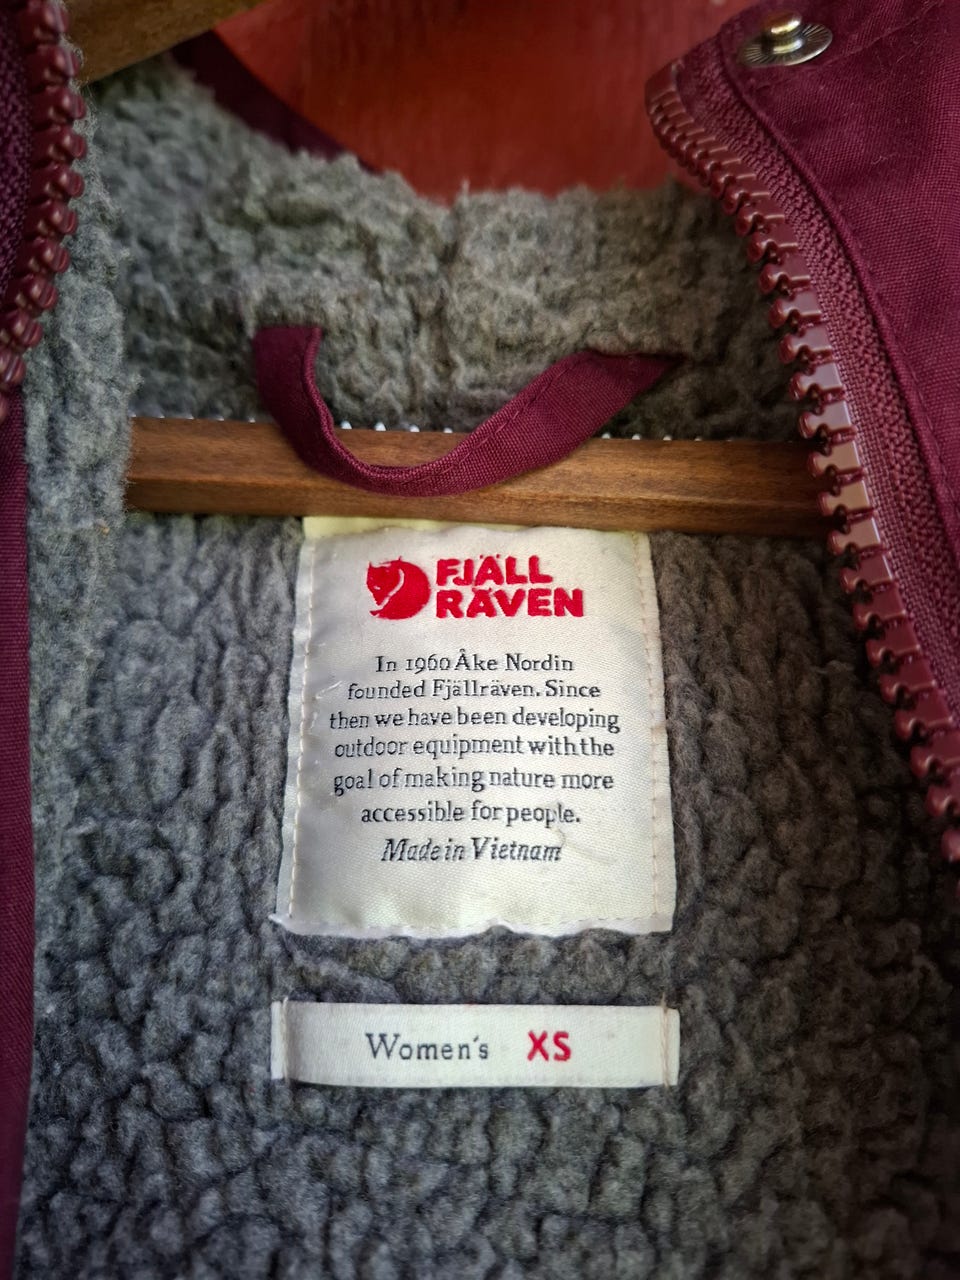 FJÄLL
RÄVEN
In 1960 Åke Nordin
founded Fjällräven. Since
then we have been developing
outdoor equipment with the
goal of making nature more
accessible for people.
Made in Vietnam
Women's XS